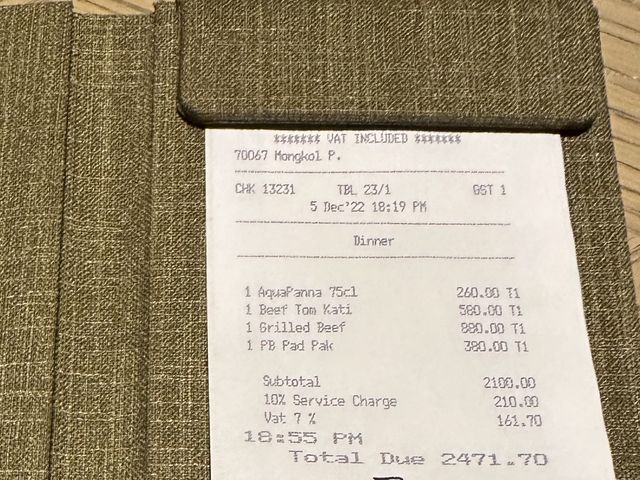 ******* VAT INCLUDED *******
70067 Mongkol P.
CHK 13231 TBL 23/1 GST 1
5 Dec'22 18:19 PM
Dinner
1 AquaPanna 75cl 260.00 T1
1 Beef Tom Kati 580.00 T1
1 Grilled Beef 880.00 T1
1 PB Pad Pak 380.00 T1
Subtotal 2100.00
10% Service Charge 210.00
Vat 7 % 161.70
18:55 PM
Total Due 2471.70